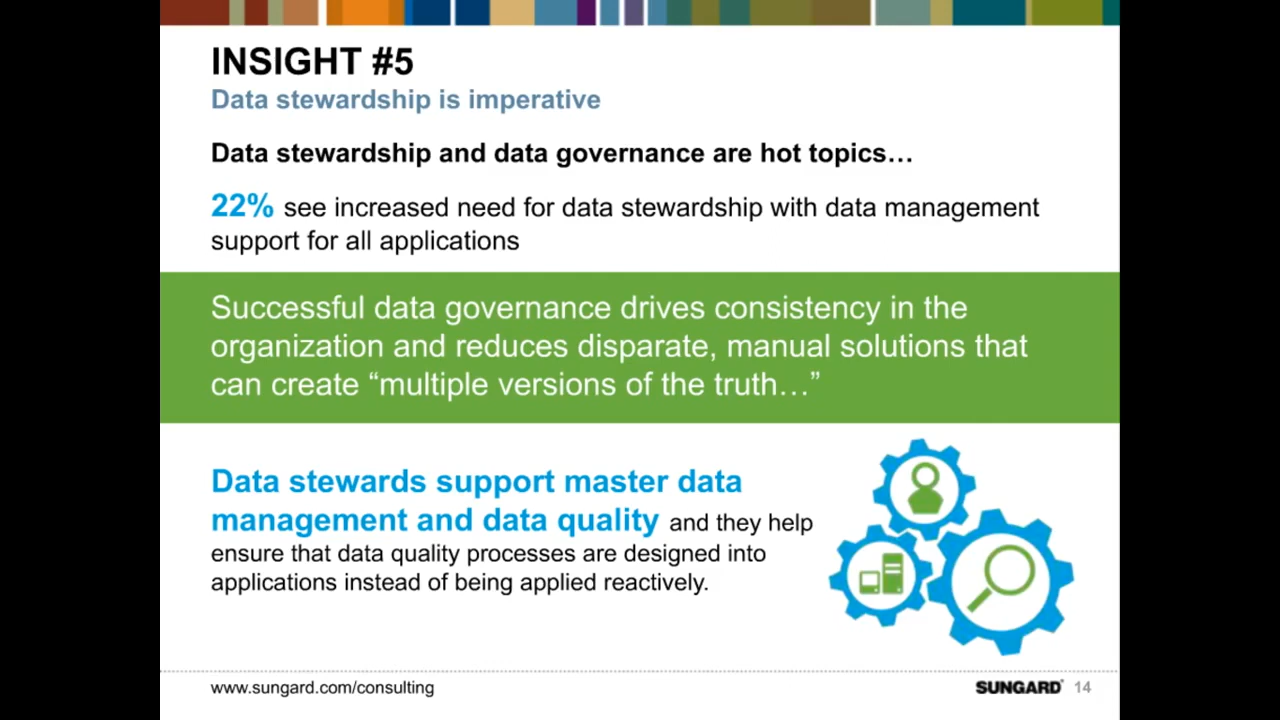 INSIGHT #5
Data stewardship is imperative
Data stewardship and data governance are hot topics…
22% see increased need for data stewardship with data management
support for all applications
Successful data governance drives consistency in the
organization and reduces disparate, manual solutions that
can create “multiple versions of the truth…”
Data stewards support master data
management and data quality and they help
ensure that data quality processes are designed into
applications instead of being applied reactively.
www.sungard.com/consulting
SUNGARD® 14